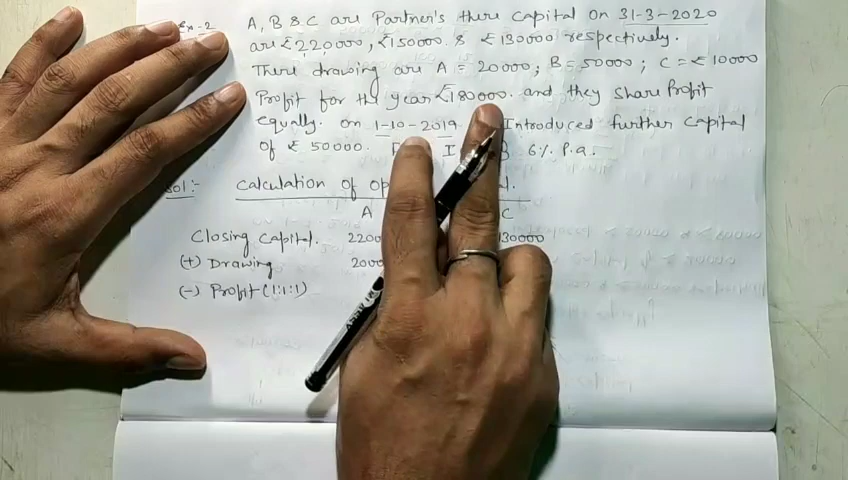 Ex-2 A, B & C are Partner's there Capital on 31-3-2020
are ₹ 220000, ₹150000. & ₹130000 respectively.
There drawing are A = 20000; B=50000; C = ₹10000
Profit for the year ₹180000. and they share Profit
equally. on 1-10-2019 Introduced further Capital
of ₹ 50000. 6% P.a.
Sol:- Calculation of
A C
Closing Capital. 220 130000
(+) Drawing 2000
(-) Profit (1:1:1)